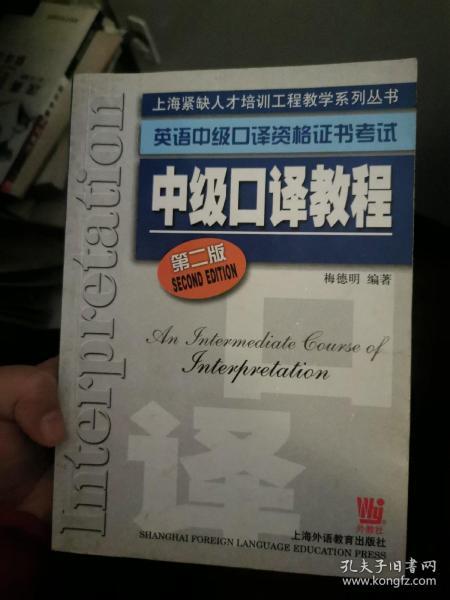 上海紧缺人才培训工程教学系列丛书
英语中级口译资格证书考试
中级口译教程
第二版
SECOND EDITION
梅德明 编著
An Intermediate Course of
Interpretation
Interpretation
口
译
外教社
上海外语教育出版社
SHANGHAI FOREIGN LANGUAGE EDUCATION PRESS
孔夫子旧书网
www.kongfz.com